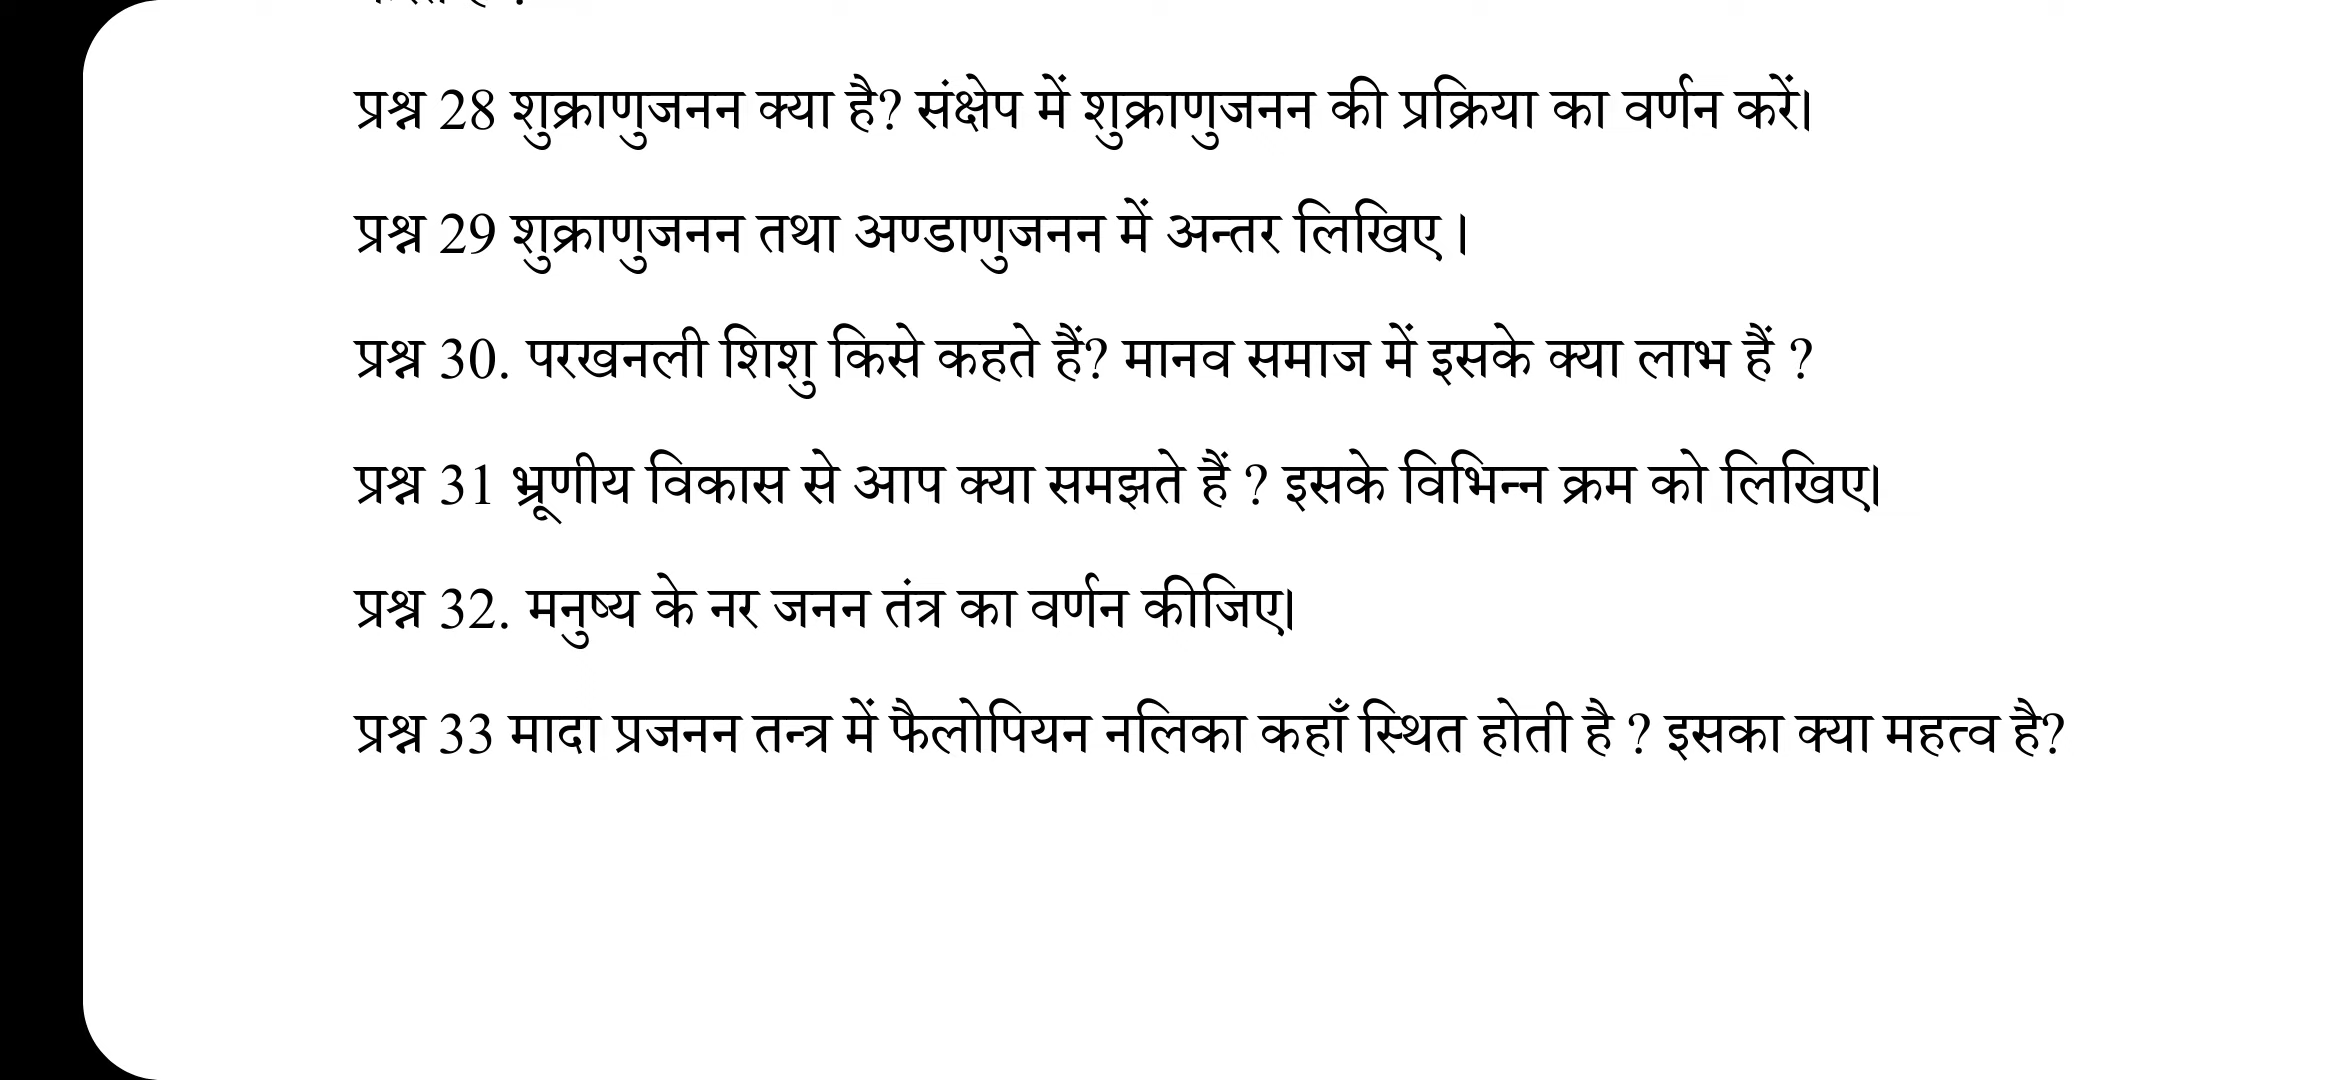 प्रश्न 28 शुक्राणुजनन क्या है? संक्षेप में शुक्राणुजनन की प्रक्रिया का वर्णन करें।
प्रश्न 29 शुक्राणुजनन तथा अण्डाणुजनन में अन्तर लिखिए ।
प्रश्न 30. परखनली शिशु किसे कहते हैं? मानव समाज में इसके क्या लाभ हैं ?
प्रश्न 31 भ्रूणीय विकास से आप क्या समझते हैं ? इसके विभिन्न क्रम को लिखिए।
प्रश्न 32. मनुष्य के नर जनन तंत्र का वर्णन कीजिए।
प्रश्न 33 मादा प्रजनन तन्त्र में फैलोपियन नलिका कहाँ स्थित होती है ? इसका क्या महत्व है?